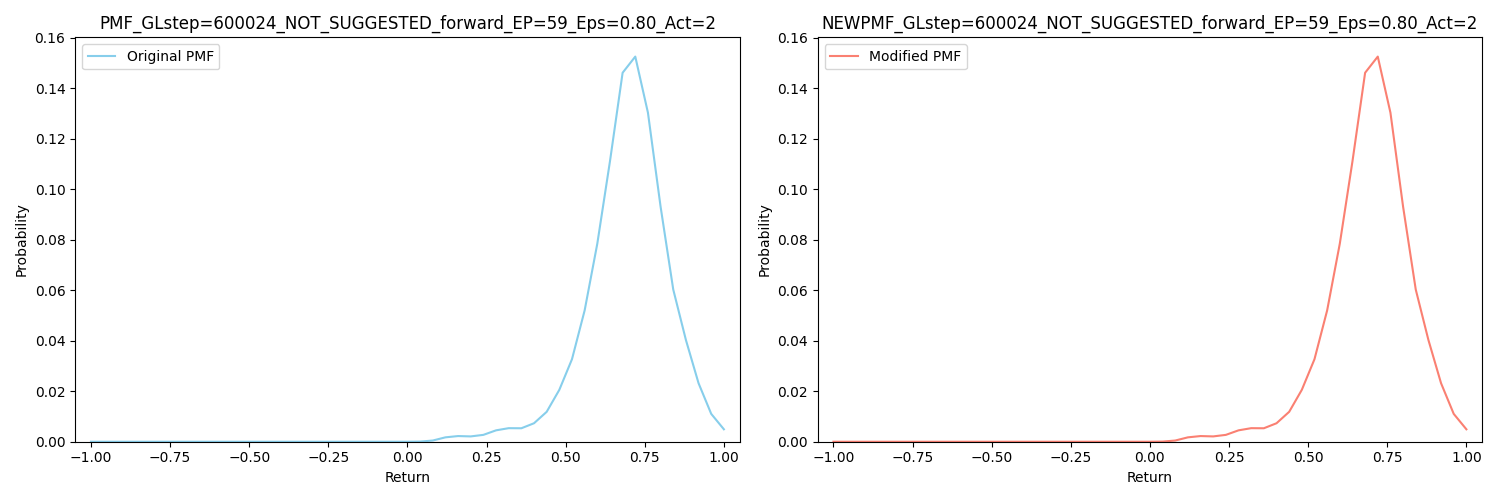 PMF_GLstep=600024_NOT_SUGGESTED_forward_EP=59_Eps=0.80_Act=2
Original PMF
Probability
0.16
0.14
0.12
0.10
0.08
0.06
0.04
0.02
0.00
−1.00 −0.75 −0.50 −0.25 0.00 0.25 0.50 0.75 1.00
Return
NEWPMF_GLstep=600024_NOT_SUGGESTED_forward_EP=59_Eps=0.80_Act=2
Modified PMF
Probability
0.16
0.14
0.12
0.10
0.08
0.06
0.04
0.02
0.00
−1.00 −0.75 −0.50 −0.25 0.00 0.25 0.50 0.75 1.00
Return